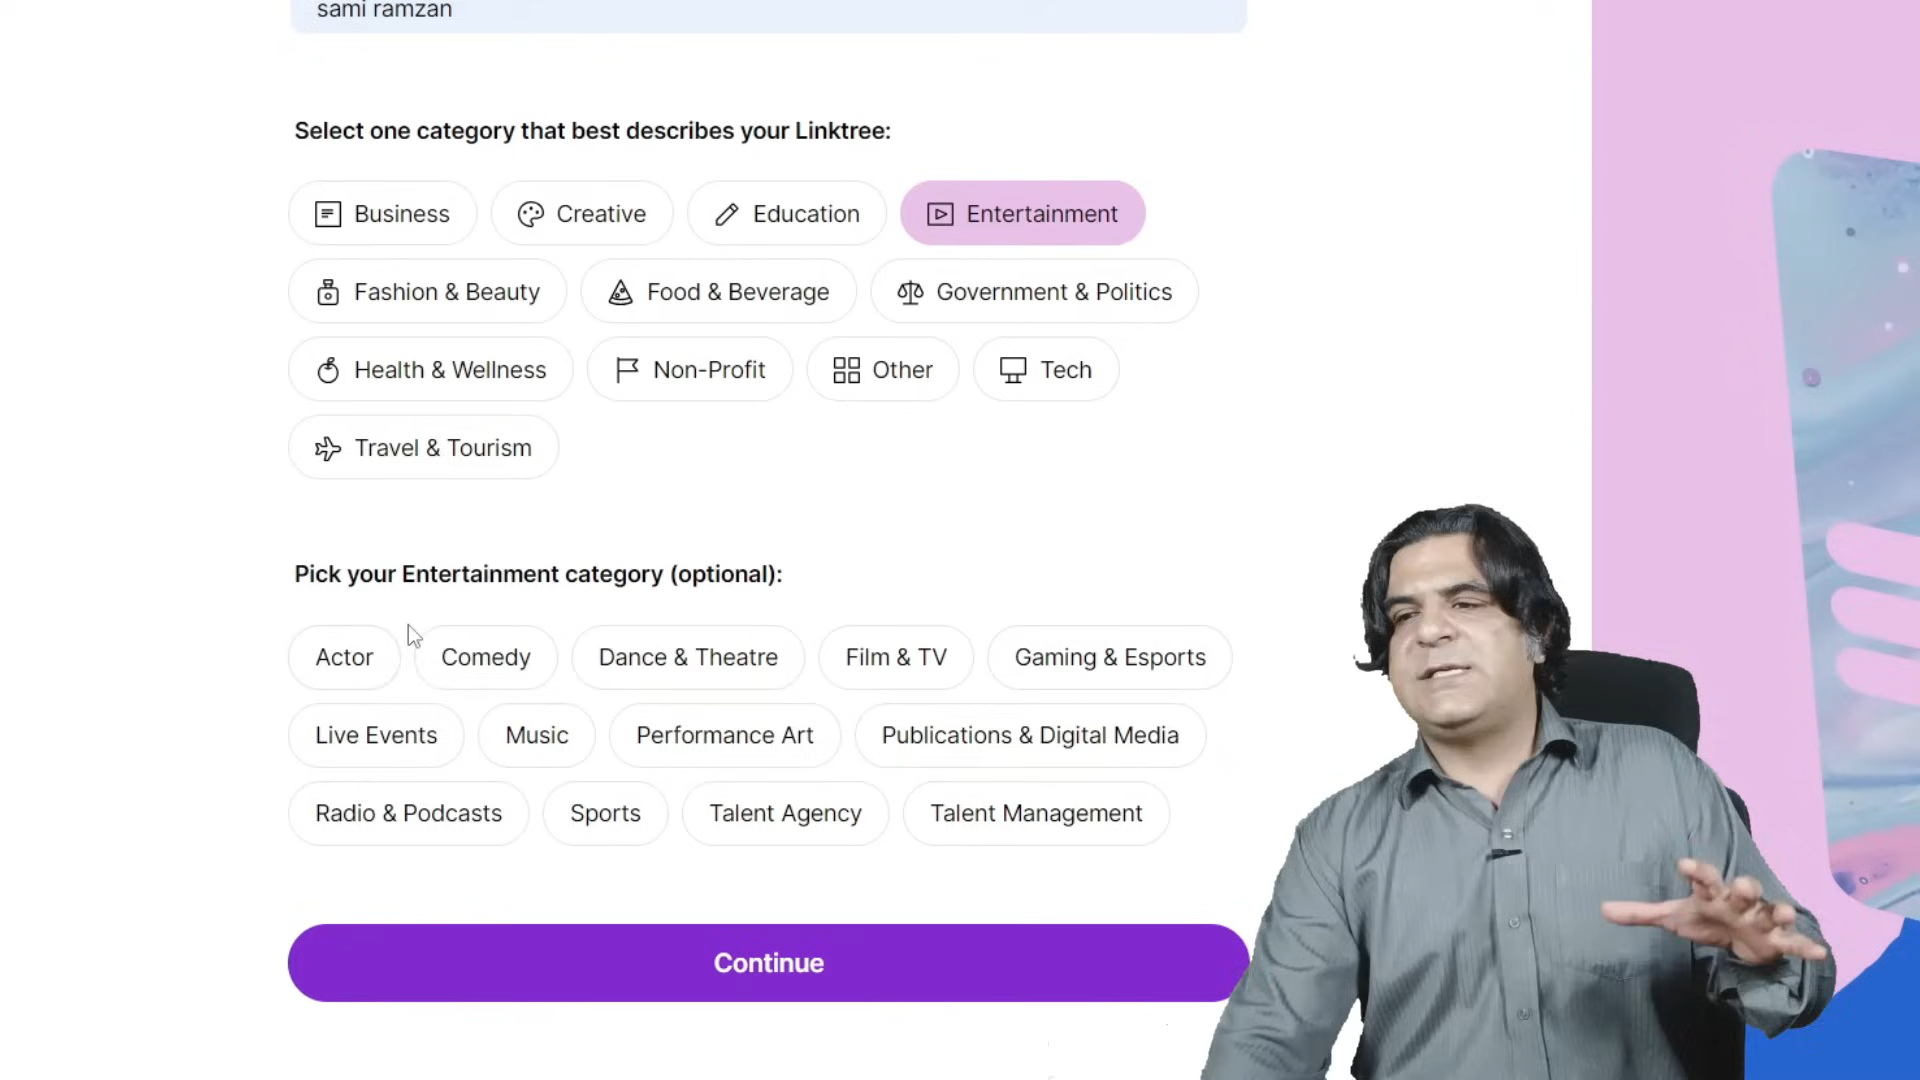 sami ramzan
Select one category that best describes your Linktree:
Business Creative Education Entertainment
Fashion & Beauty Food & Beverage Government & Politics
Health & Wellness Non-Profit Other Tech
Travel & Tourism
Pick your Entertainment category (optional):
Actor Comedy Dance & Theatre Film & TV Gaming & Esports
Live Events Music Performance Art Publications & Digital Media
Radio & Podcasts Sports Talent Agency Talent Management
Continue